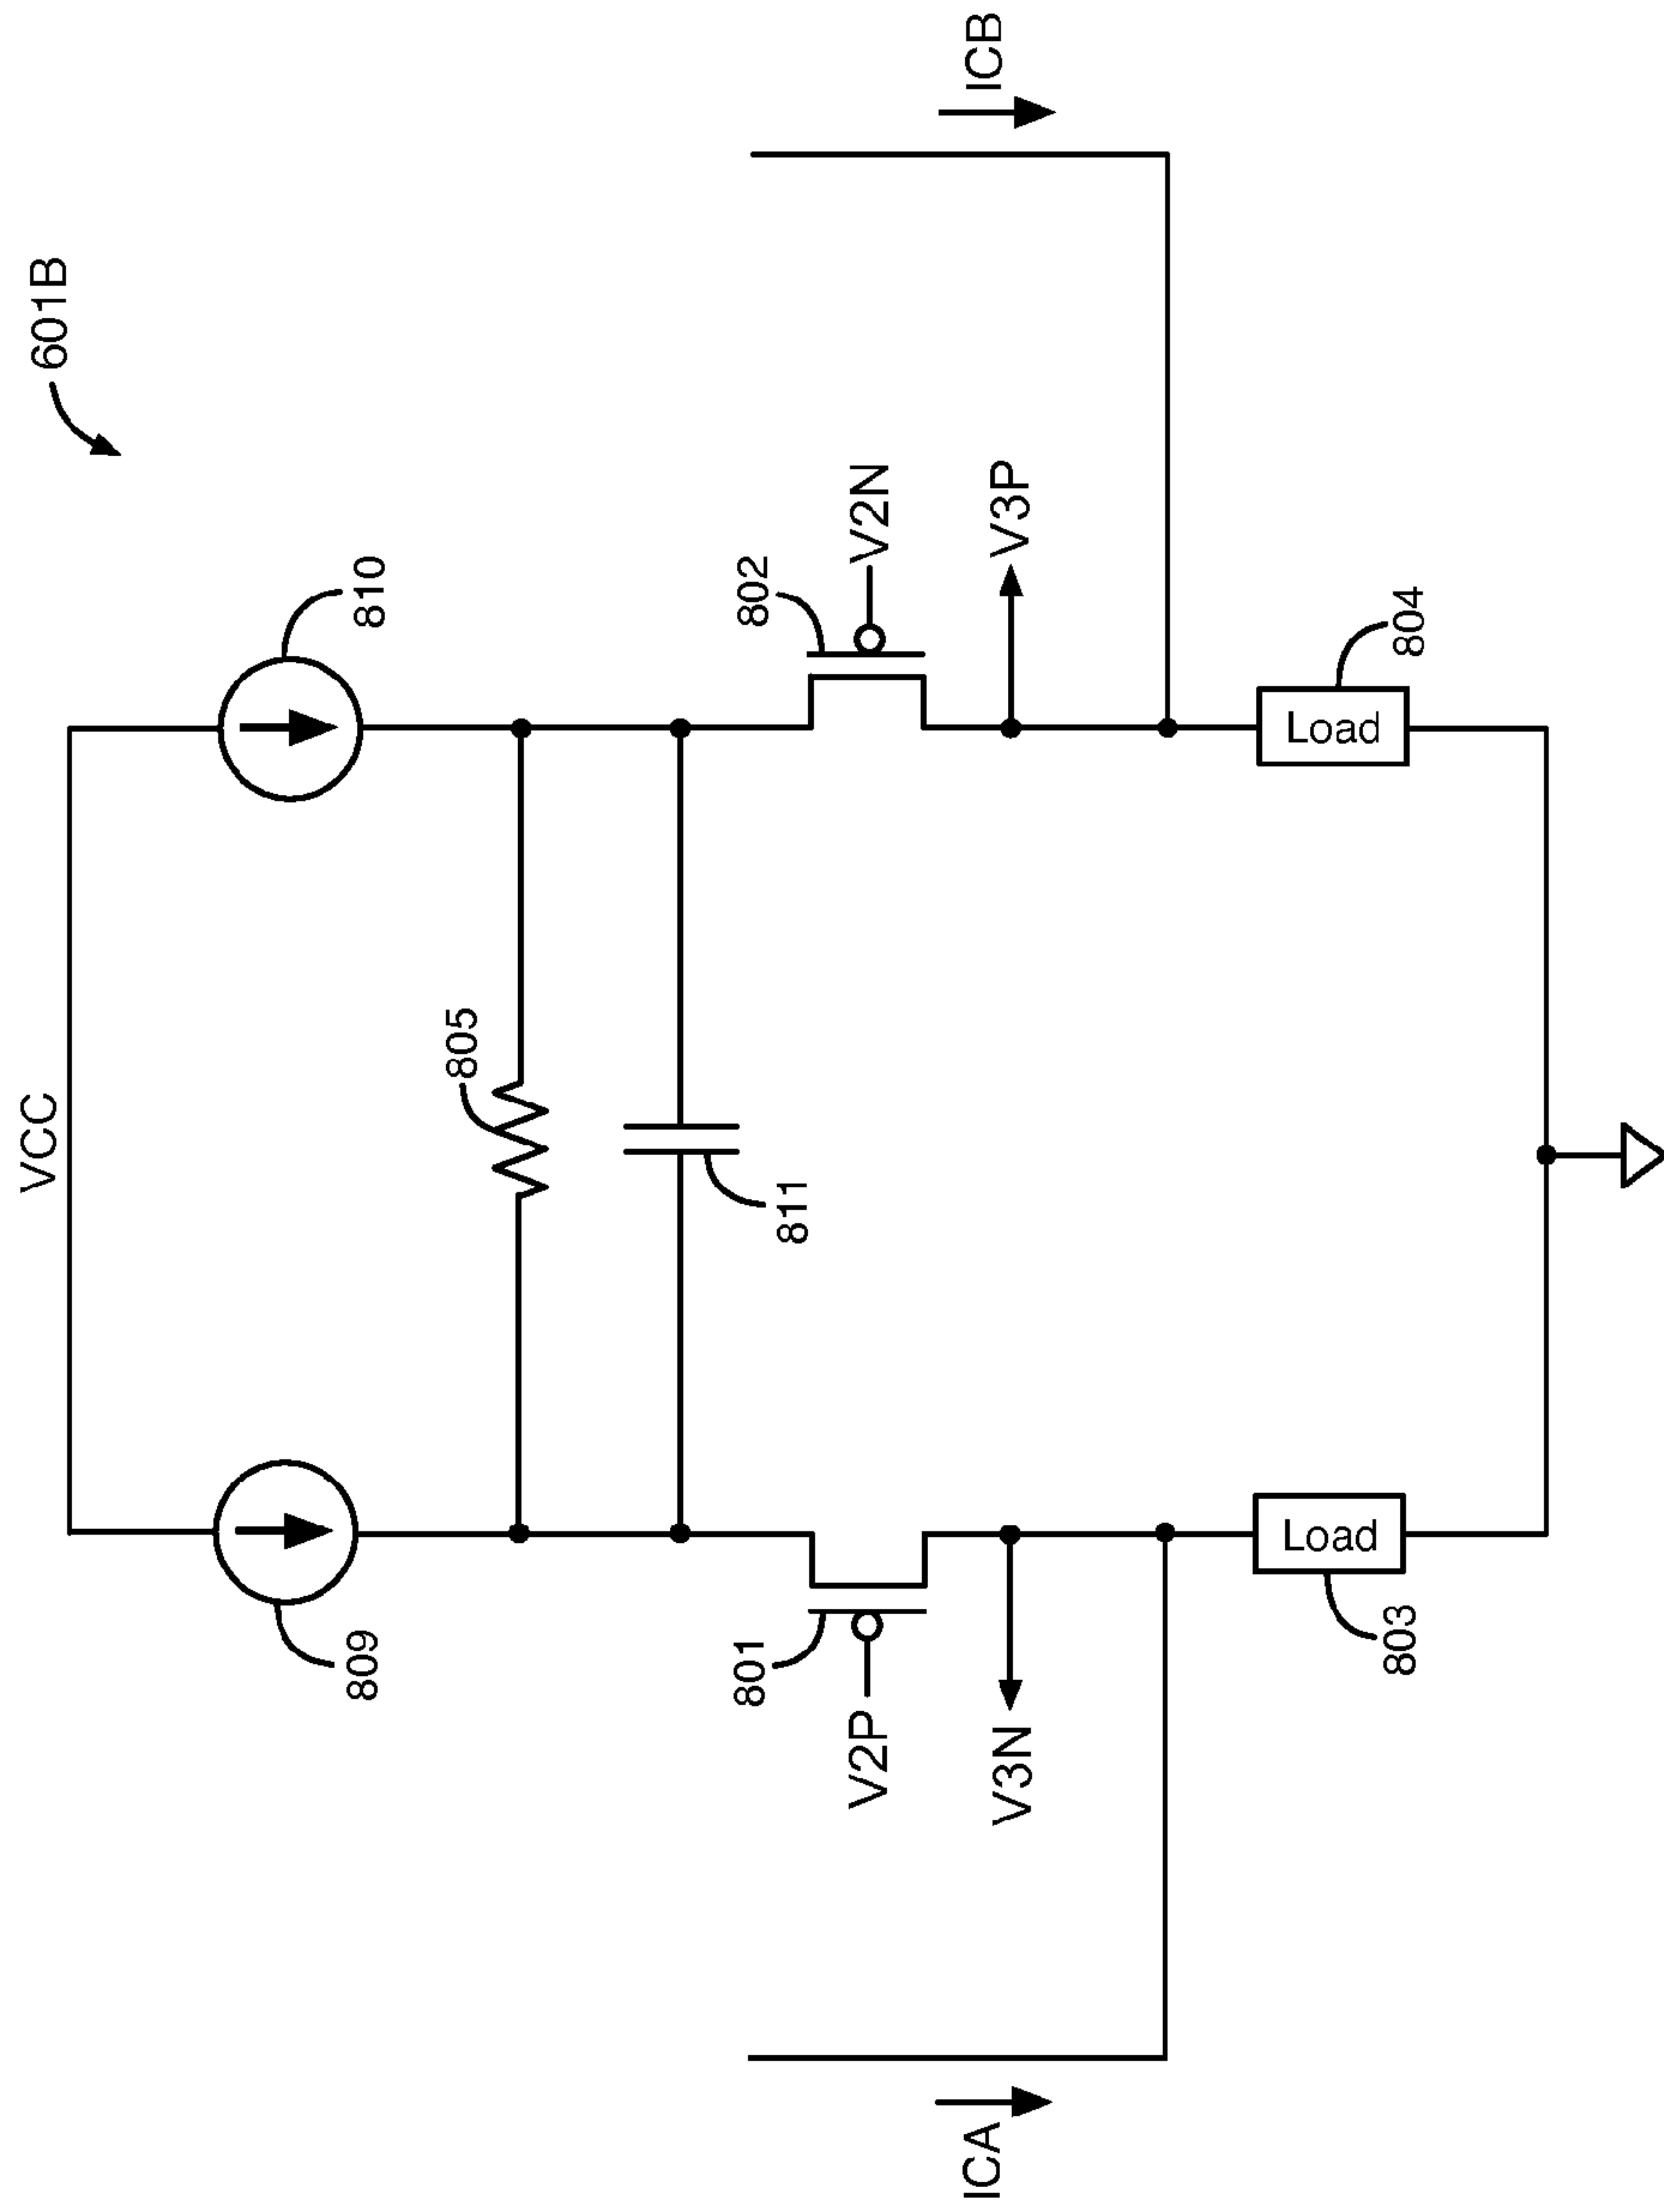 601B
VCC
809
810
805
811
801
802
V2P
V2N
V3N
V3P
ICA
ICB
803
Load
Load
804